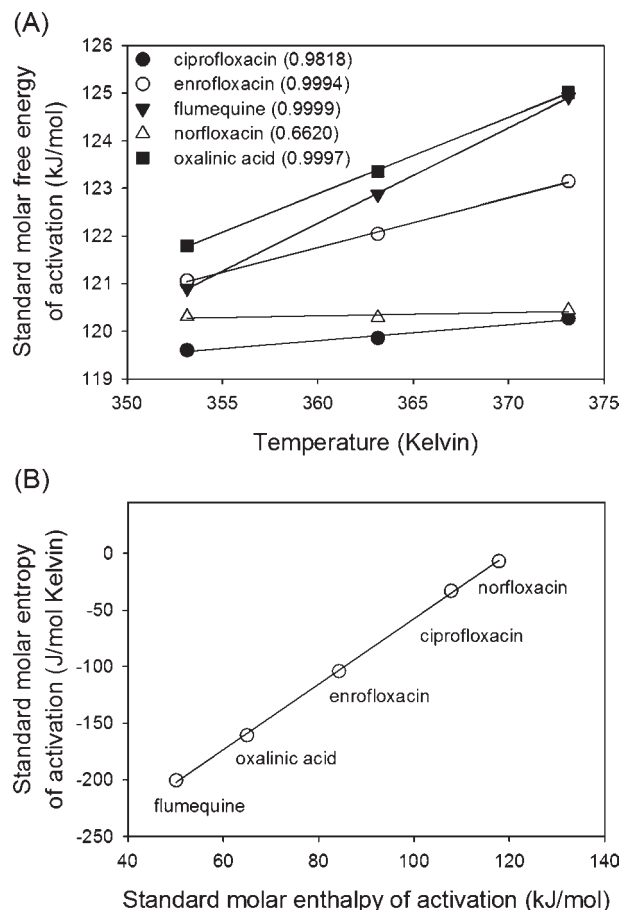 (A)
Standard molar free energy
of activation (kJ/mol)
126
125
124
123
122
121
120
119
ciprofloxacin (0.9818)
enrofloxacin (0.9994)
flumequine (0.9999)
norfloxacin (0.6620)
oxalinic acid (0.9997)
350
355
360
365
370
375
Temperature (Kelvin)
(B)
Standard molar entropy
of activation (J/mol Kelvin)
0
-50
-100
-150
-200
-250
norfloxacin
ciprofloxacin
enrofloxacin
oxalinic acid
flumequine
40
60
80
100
120
140
Standard molar enthalpy of activation (kJ/mol)